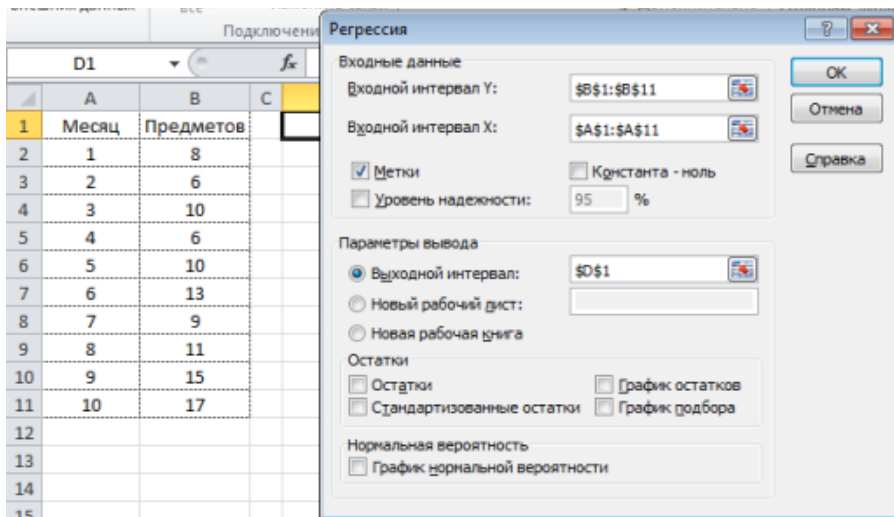 Подключени
D1
fx
A B C
1 Месяц Предметов
2 1 8
3 2 6
4 3 10
5 4 6
6 5 10
7 6 13
8 7 9
9 8 11
10 9 15
11 10 17
12
13
14
15
Регрессия
Входные данные
Входной интервал Y: $B$1:$B$11
Входной интервал X: $A$1:$A$11
Метки Константа - ноль
Уровень надежности: 95 %
Параметры вывода
Выходной интервал: $D$1
Новый рабочий лист:
Новая рабочая книга
Остатки
Остатки График остатков
Стандартизованные остатки График подбора
Нормальная вероятность
График нормальной вероятности
OK
Отмена
Справка